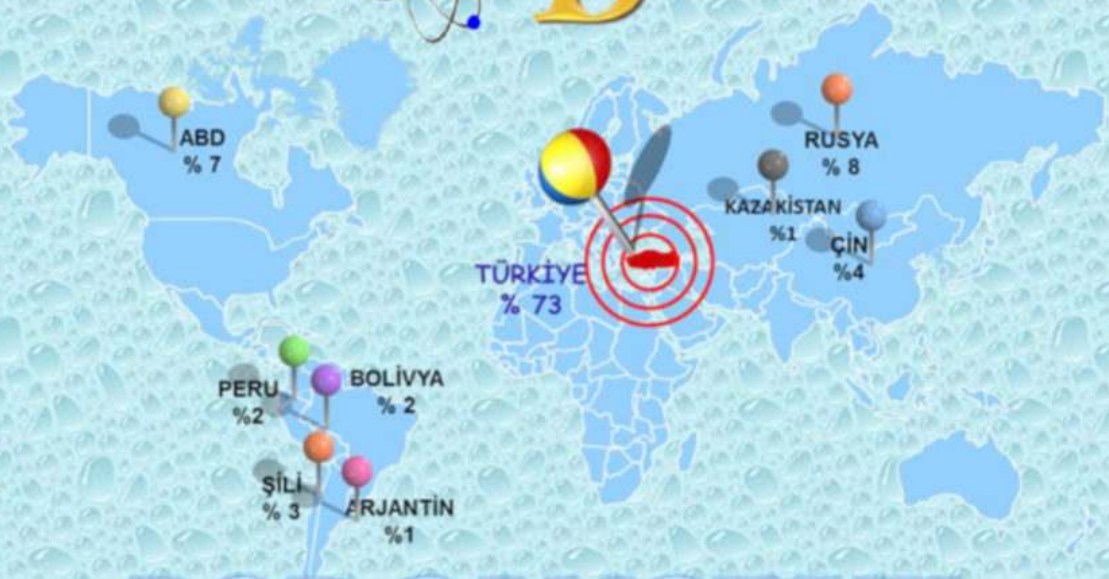 B
ABD
% 7
RUSYA
% 8
KAZAKİSTAN
%1
ÇİN
%4
TÜRKİYE
% 73
PERU
%2
BOLİVYA
% 2
ŞİLİ
% 3
ARJANTİN
%1